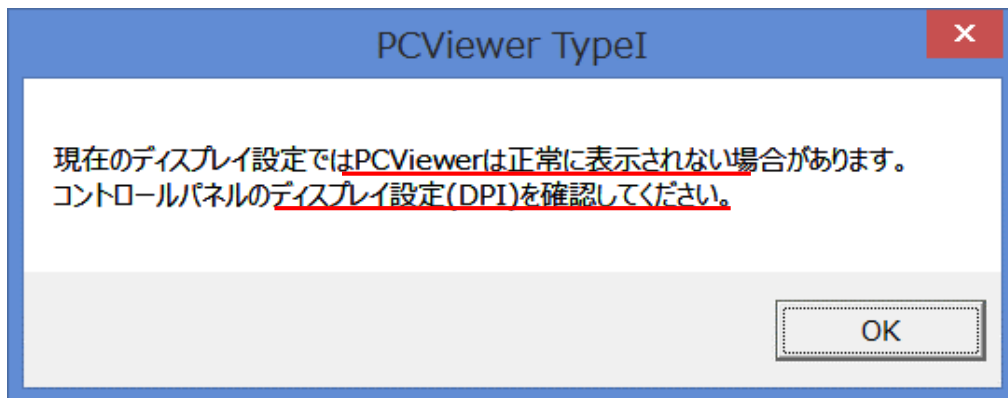 PCViewer TypeI
現在のディスプレイ設定ではPCViewerは正常に表示されない場合があります。
コントロールパネルのディスプレイ設定(DPI)を確認してください。
OK